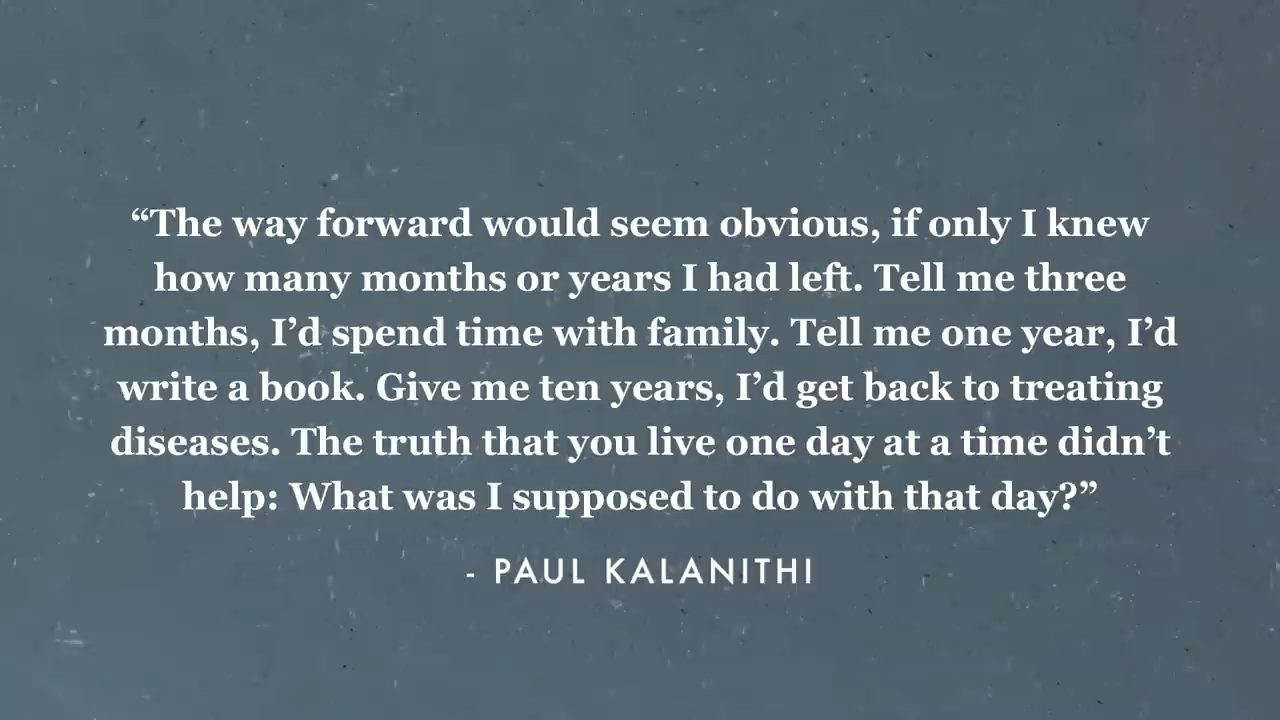 “The way forward would seem obvious, if only I knew
how many months or years I had left. Tell me three
months, I’d spend time with family. Tell me one year, I’d
write a book. Give me ten years, I’d get back to treating
diseases. The truth that you live one day at a time didn’t
help: What was I supposed to do with that day?”
- PAUL KALANITHI